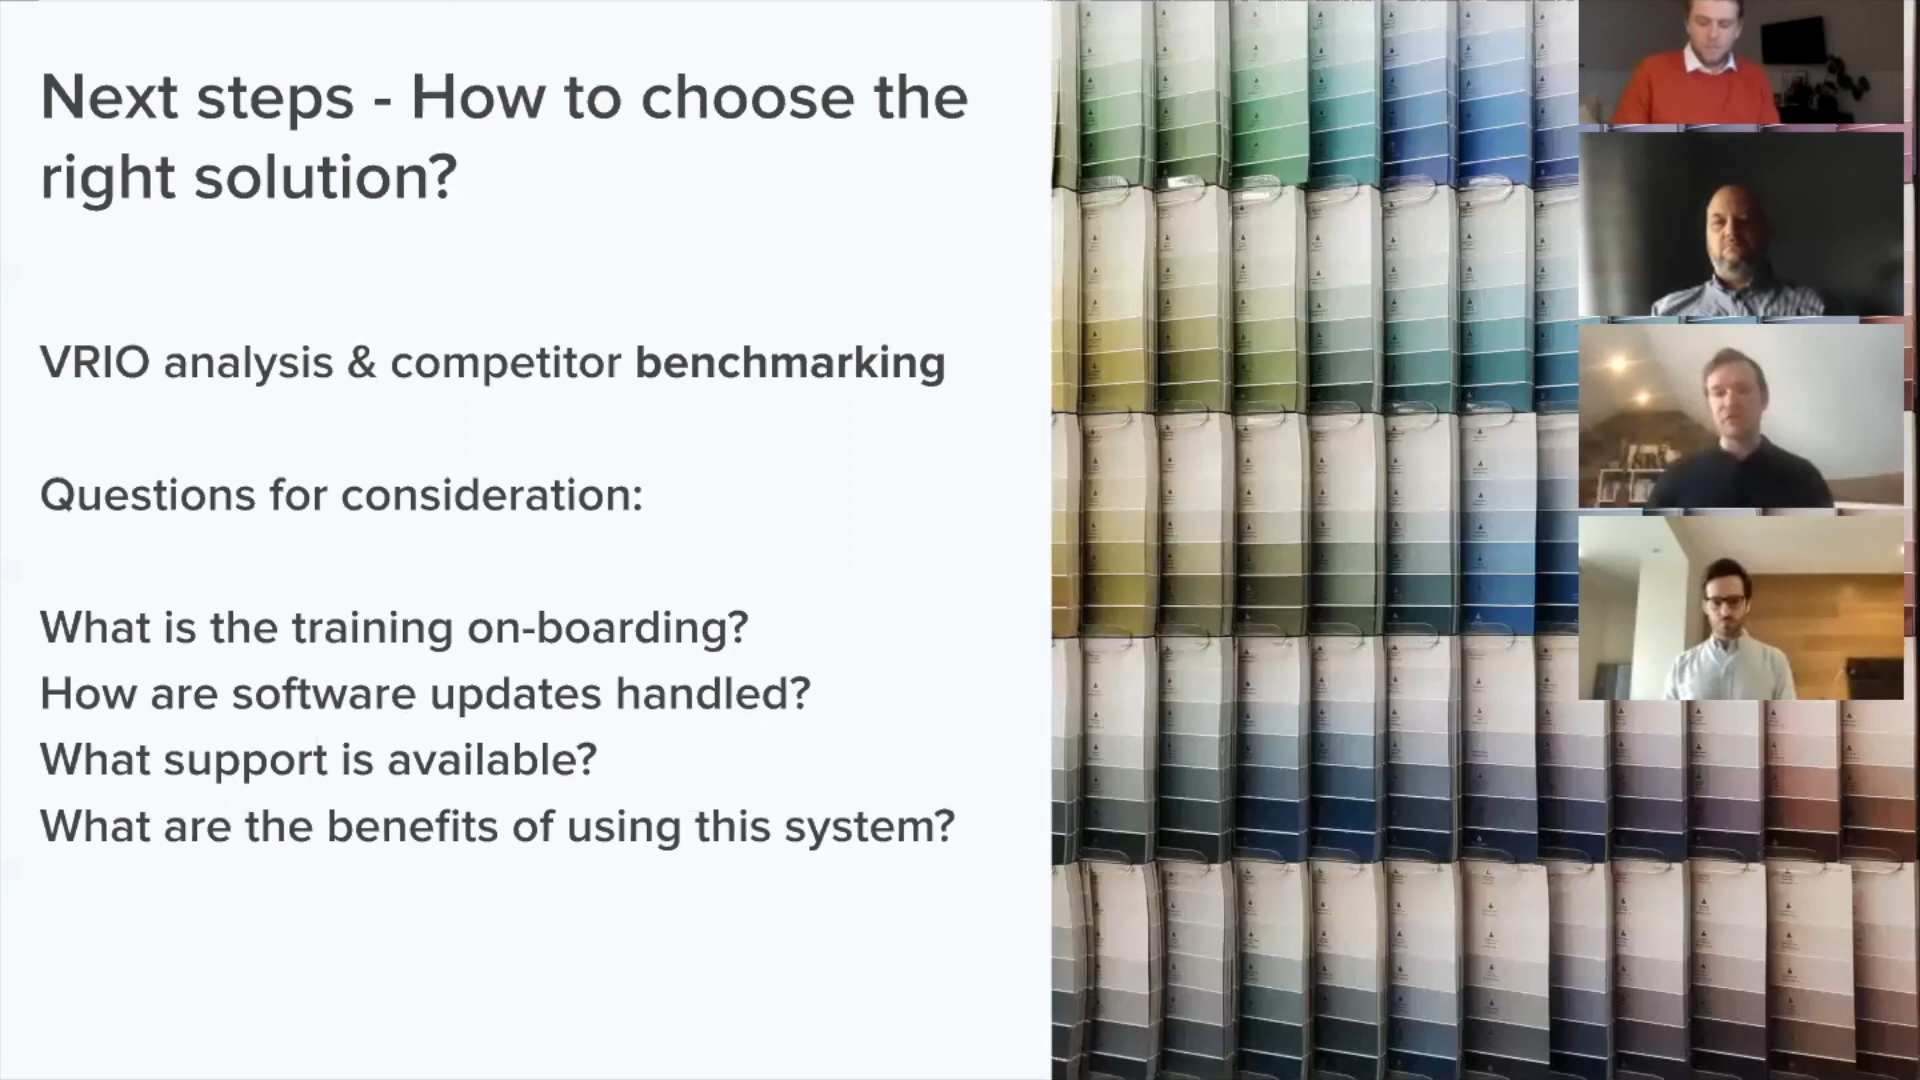 Next steps - How to choose the
right solution?
VRIO analysis & competitor benchmarking
Questions for consideration:
What is the training on-boarding?
How are software updates handled?
What support is available?
What are the benefits of using this system?